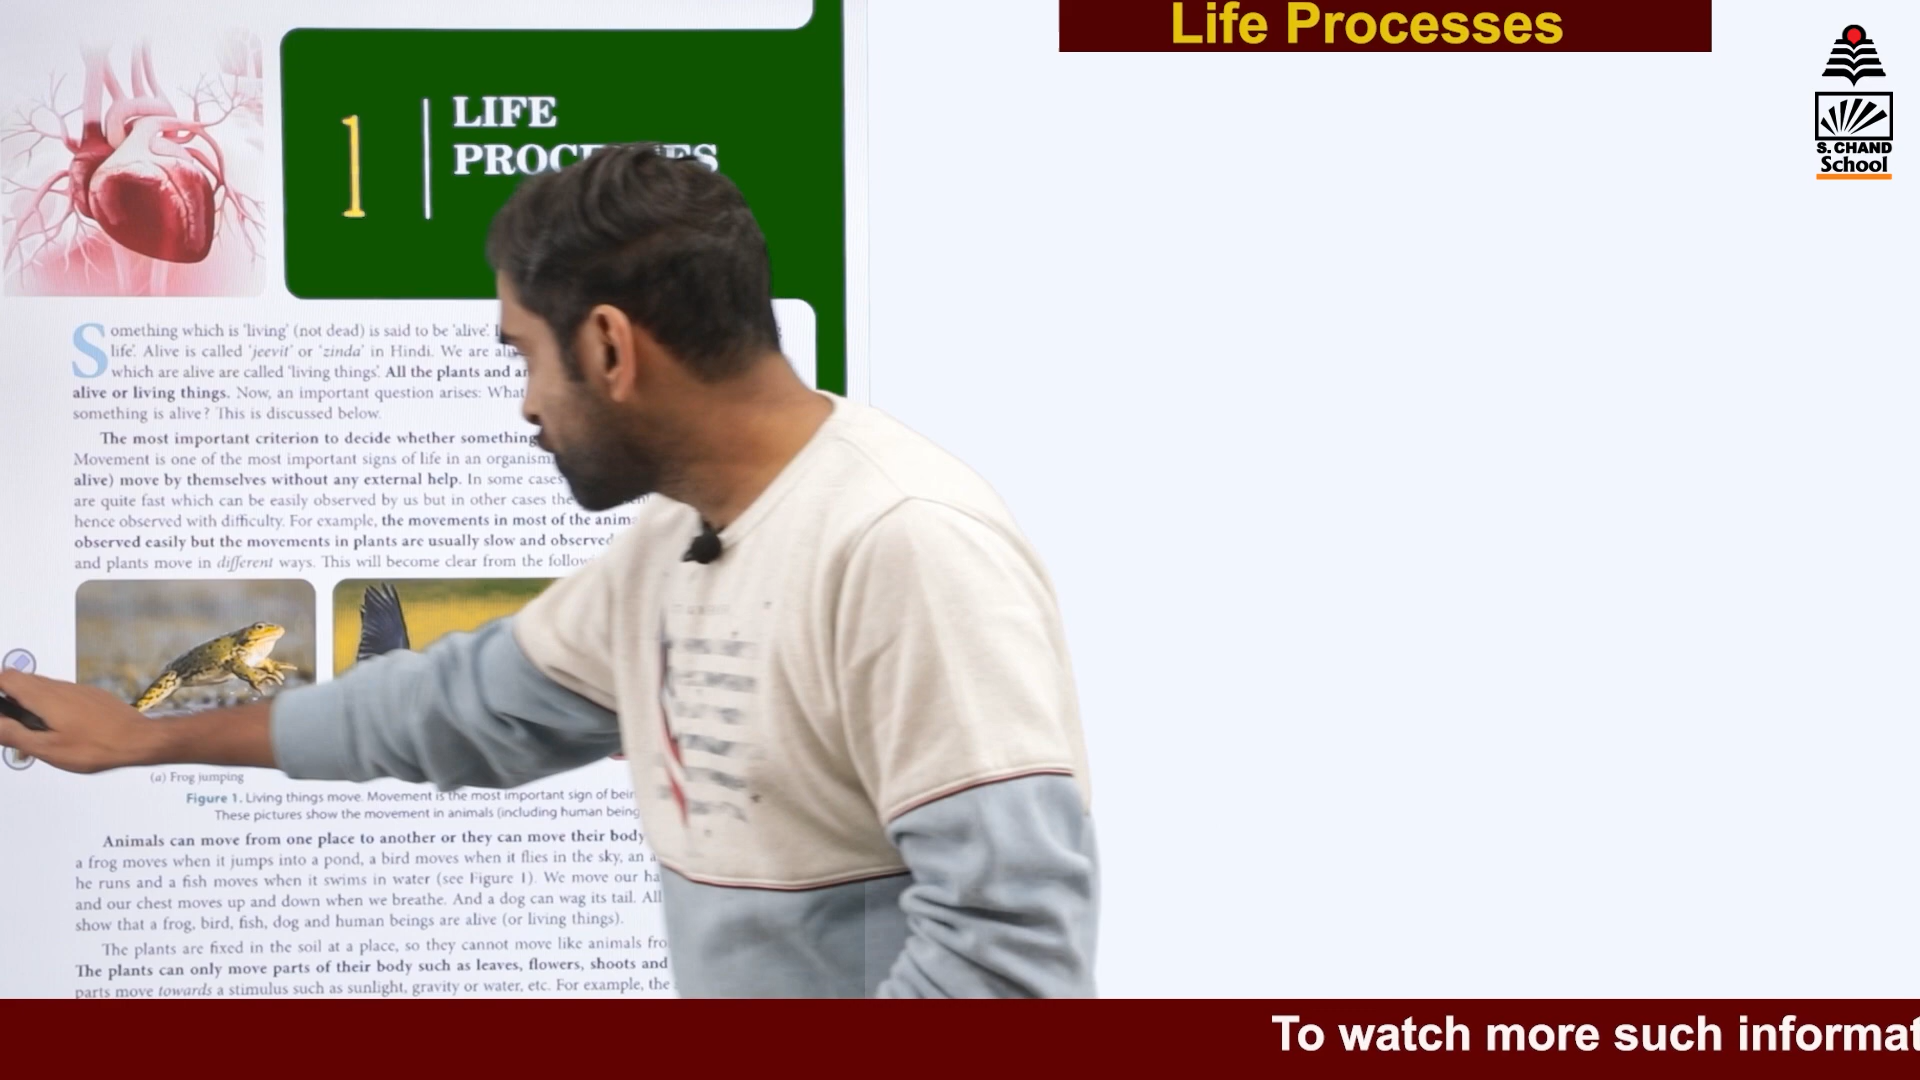 Life Processes
S. CHAND
School
1
LIFE
PROCESSES
Something which is 'living' (not dead) is said to be 'alive'.
life'. Alive is called 'jeevit' or 'zinda' in Hindi. We are
which are alive are called 'living things'. All the plants and
alive or living things. Now, an important question arises: What
something is alive? This is discussed below.
The most important criterion to decide whether something
Movement is one of the most important signs of life in an organism.
alive) move by themselves without any external help. In some cases
are quite fast which can be easily observed by us but in other cases the
hence observed with difficulty. For example, the movements in most of the
observed easily but the movements in plants are usually slow and observed
and plants move in different ways. This will become clear from the
(a) Frog jumping
Figure 1. Living things move. Movement is the most important sign of
These pictures show the movement in animals (including human
Animals can move from one place to another or they can move their body
a frog moves when it jumps into a pond, a bird moves when it flies in the sky, an
he runs and a fish moves when it swims in water (see Figure 1). We move our
and our chest moves up and down when we breathe. And a dog can wag its tail. All
show that a frog, bird, fish, dog and human beings are alive (or living things).
The plants are fixed in the soil at a place, so they cannot move like animals
The plants can only move parts of their body such as leaves, flowers, shoots and
parts move towards a stimulus such as sunlight, gravity or water, etc. For example, the
To watch more such informat